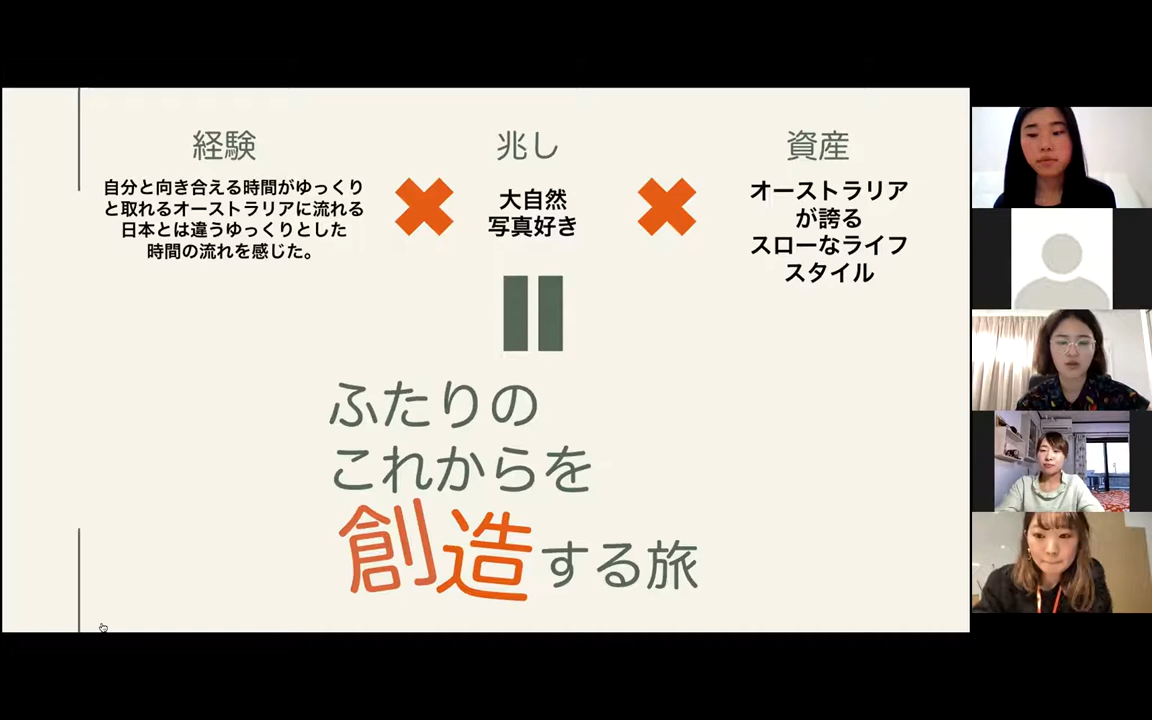 経験
自分と向き合える時間がゆっくり
と取れるオーストラリアに流れる
日本とは違うゆっくりとした
時間の流れを感じた。
兆し
大自然
写真好き
資産
オーストラリア
が誇る
スローなライフ
スタイル
ふたりの
これからを
創造する旅